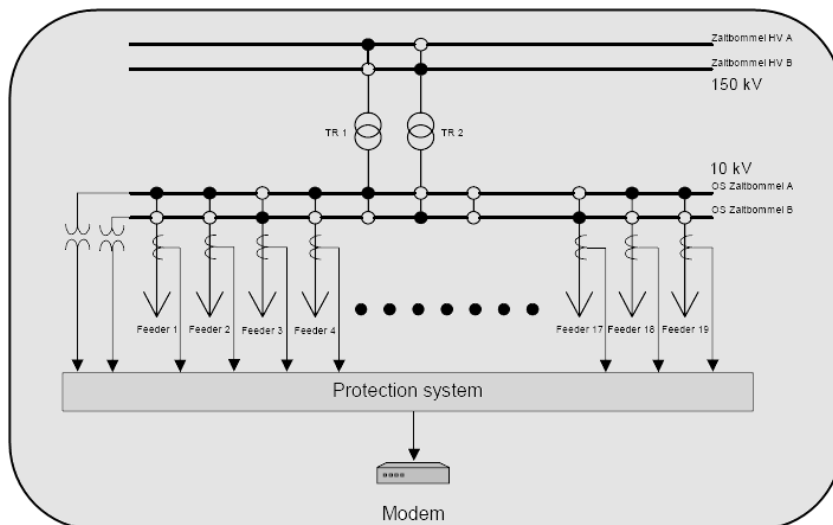 Zaltbommel HV A
Zaltbommel HV B
150 kV
TR 1
TR 2
10 kV
OS Zaltbommel A
OS Zaltbommel B
Feeder 1
Feeder 2
Feeder 3
Feeder 4
Feeder 17
Feeder 18
Feeder 19
Protection system
Modem